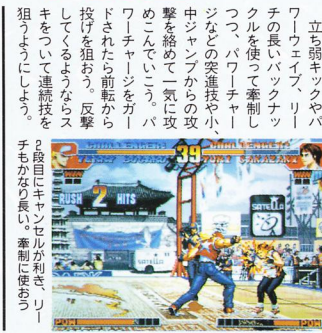 立ち弱キックやパ
ワーウェイブ、リー
チの長いバックナッ
クルを使って牽制し
つつ、パワーチャー
ジなどの突進技や小、
中ジャンプからの攻
撃を絡めて一気に攻
めこんでいこう。パ
ワーチャージをガー
ドされたら前転から
投げを狙おう。反撃
してくるようならス
キをついて連続技を
狙うようにしよう。
CHALLENGER!
TERRY BOGARD
39
CHALLENGER!
YURI SAKAZAKI
RUSH 2 HITS
SATELLA
POW
POW
2段目にキャンセルが利き、リー
チもかなり長い。牽制に使おう